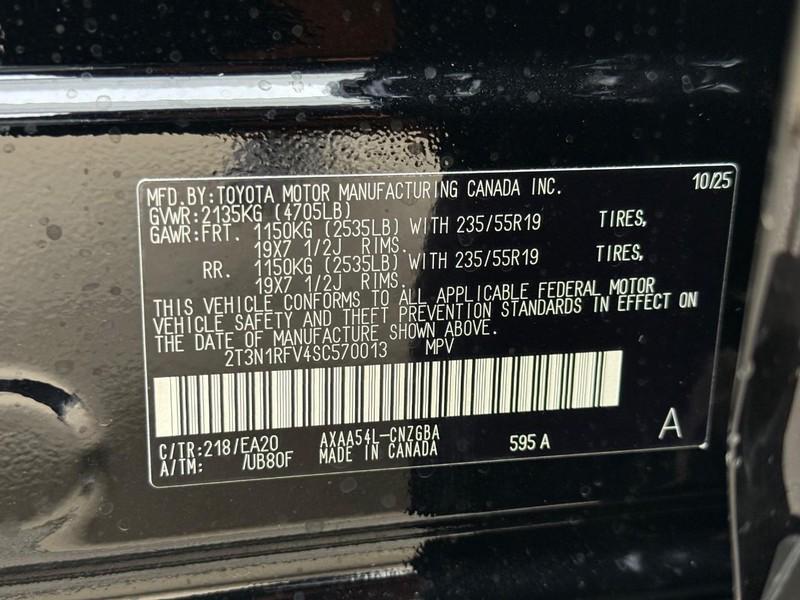 MFD.BY:TOYOTA MOTOR MANUFACTURING CANADA INC. 10/25
GVWR:2135KG (4705LB)
GAWR:FRT. 1150KG (2535LB) WITH 235/55R19 TIRES,
19X7 1/2J RIMS.
RR. 1150KG (2535LB) WITH 235/55R19 TIRES,
19X7 1/2J RIMS.
THIS VEHICLE CONFORMS TO ALL APPLICABLE FEDERAL MOTOR
VEHICLE SAFETY AND THEFT PREVENTION STANDARDS IN EFFECT ON
THE DATE OF MANUFACTURE SHOWN ABOVE.
2T3N1RFV4SC570013 MPV
C/TR:218/EA20 AXAA54L-CNZGBA 595 A A
A/TM: /UB80F MADE IN CANADA